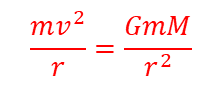 mv²/r = GmM/r²